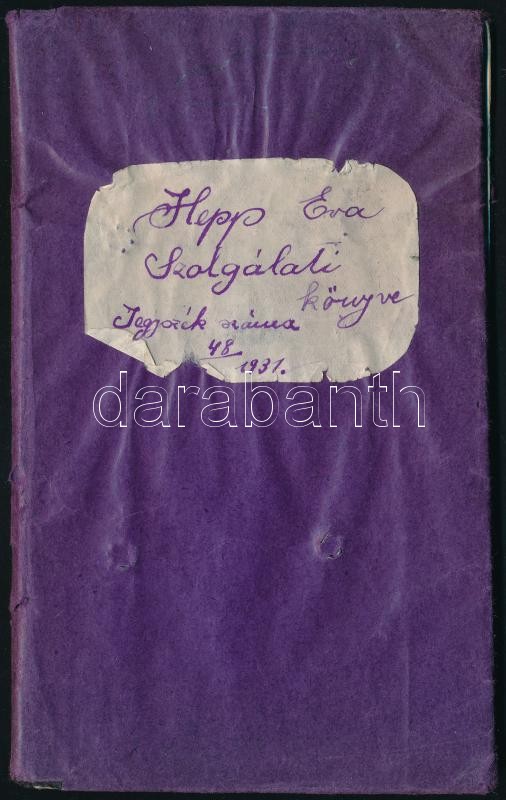 Hepp Éva
Szolgálati
könyve
Jegyzék száma
48/1931.
darabanth